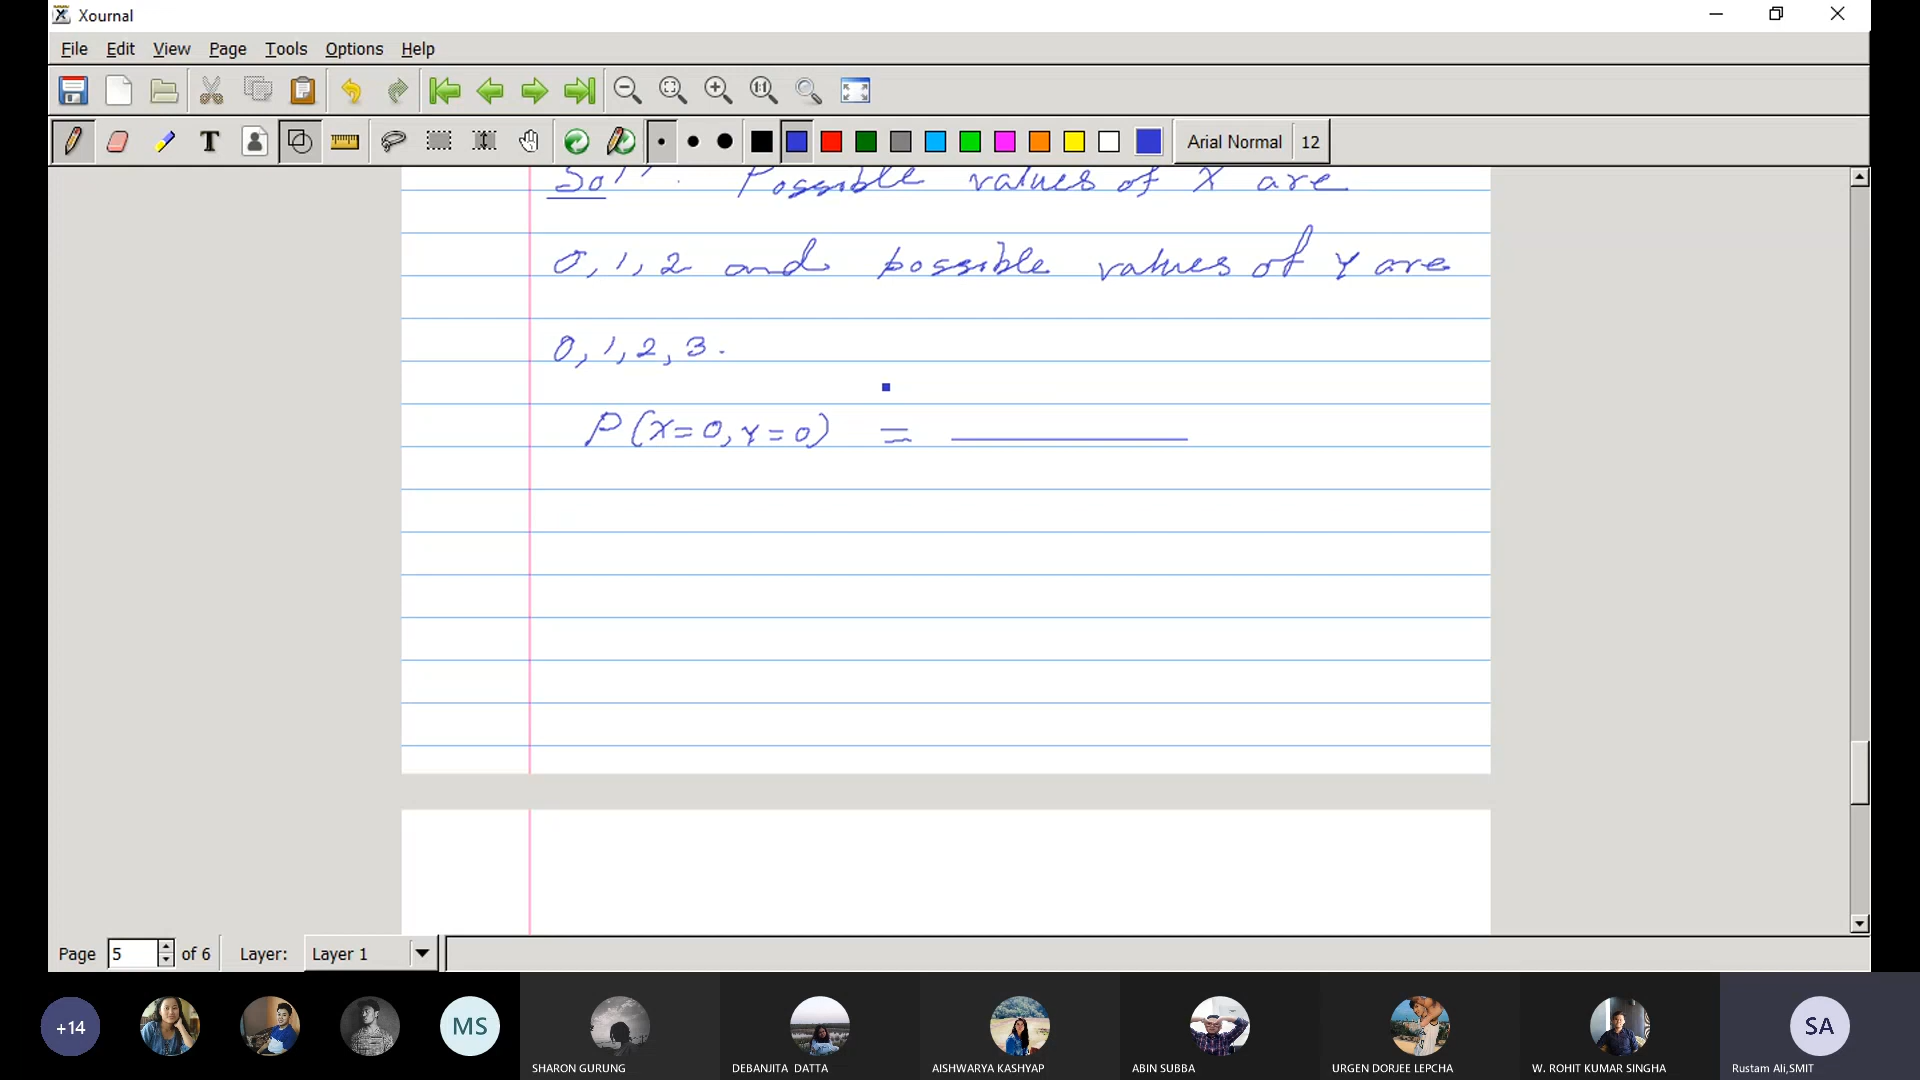 Xournal
File Edit View Page Tools Options Help
Arial Normal 12
Solⁿ. Possible values of X are
0, 1, 2 and possible values of Y are
0, 1, 2, 3.
P(X=0, Y=0) =
Page 5 of 6 Layer: Layer 1
+14 MS SA
SHARON GURUNG DEBANJITA DATTA AISHWARYA KASHYAP ABIN SUBBA URGEN DORJEE LEPCHA W. ROHIT KUMAR SINGHA Rustam Ali,SMIT